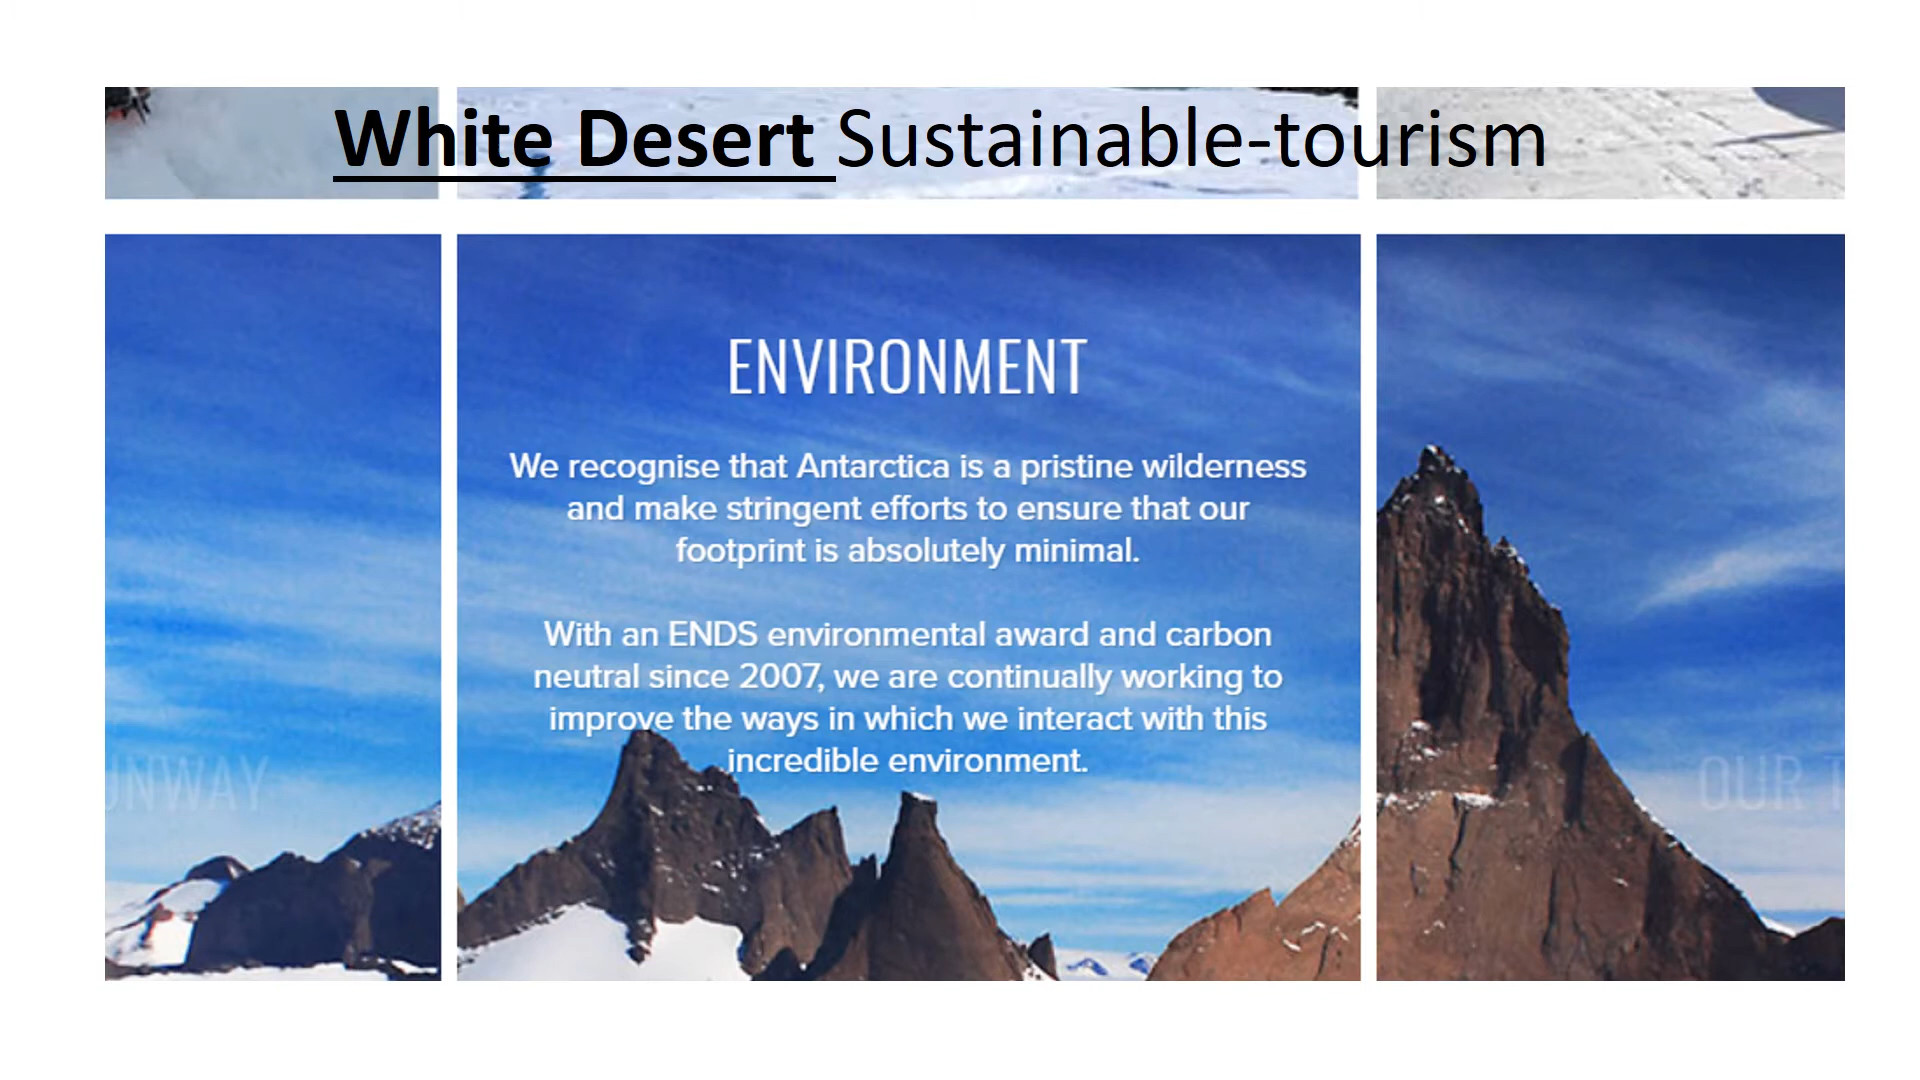 White Desert Sustainable-tourism
ENVIRONMENT
We recognise that Antarctica is a pristine wilderness
and make stringent efforts to ensure that our
footprint is absolutely minimal.
With an ENDS environmental award and carbon
neutral since 2007, we are continually working to
improve the ways in which we interact with this
incredible environment.
UNWAY
OUR T